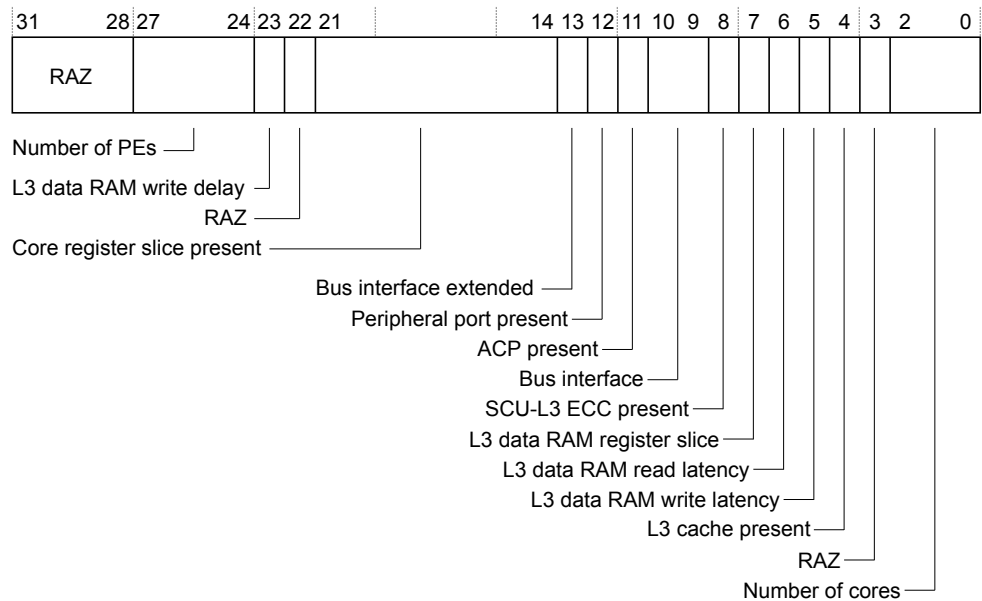 31 28 27 24 23 22 21 14 13 12 11 10 9 8 7 6 5 4 3 2 0
RAZ
Number of PEs
L3 data RAM write delay
RAZ
Core register slice present
Bus interface extended
Peripheral port present
ACP present
Bus interface
SCU-L3 ECC present
L3 data RAM register slice
L3 data RAM read latency
L3 data RAM write latency
L3 cache present
RAZ
Number of cores